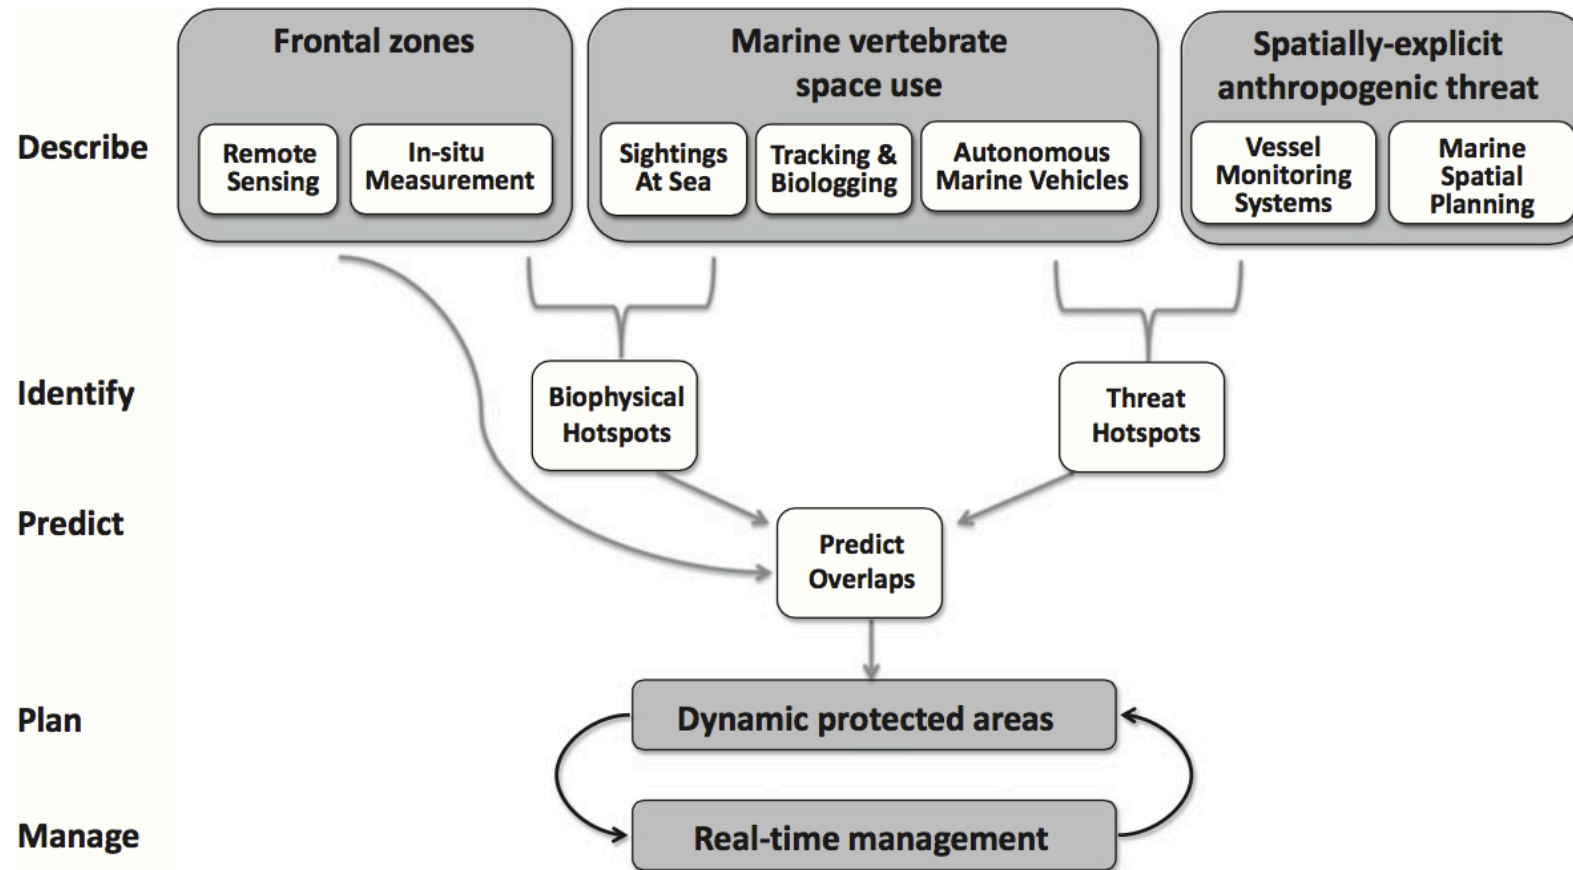 Frontal zones
Marine vertebrate
space use
Spatially-explicit
anthropogenic threat
Describe
Remote
Sensing
In-situ
Measurement
Sightings
At Sea
Tracking &
Biologging
Autonomous
Marine Vehicles
Vessel
Monitoring
Systems
Marine
Spatial
Planning
Identify
Biophysical
Hotspots
Threat
Hotspots
Predict
Predict
Overlaps
Plan
Dynamic protected areas
Manage
Real-time management